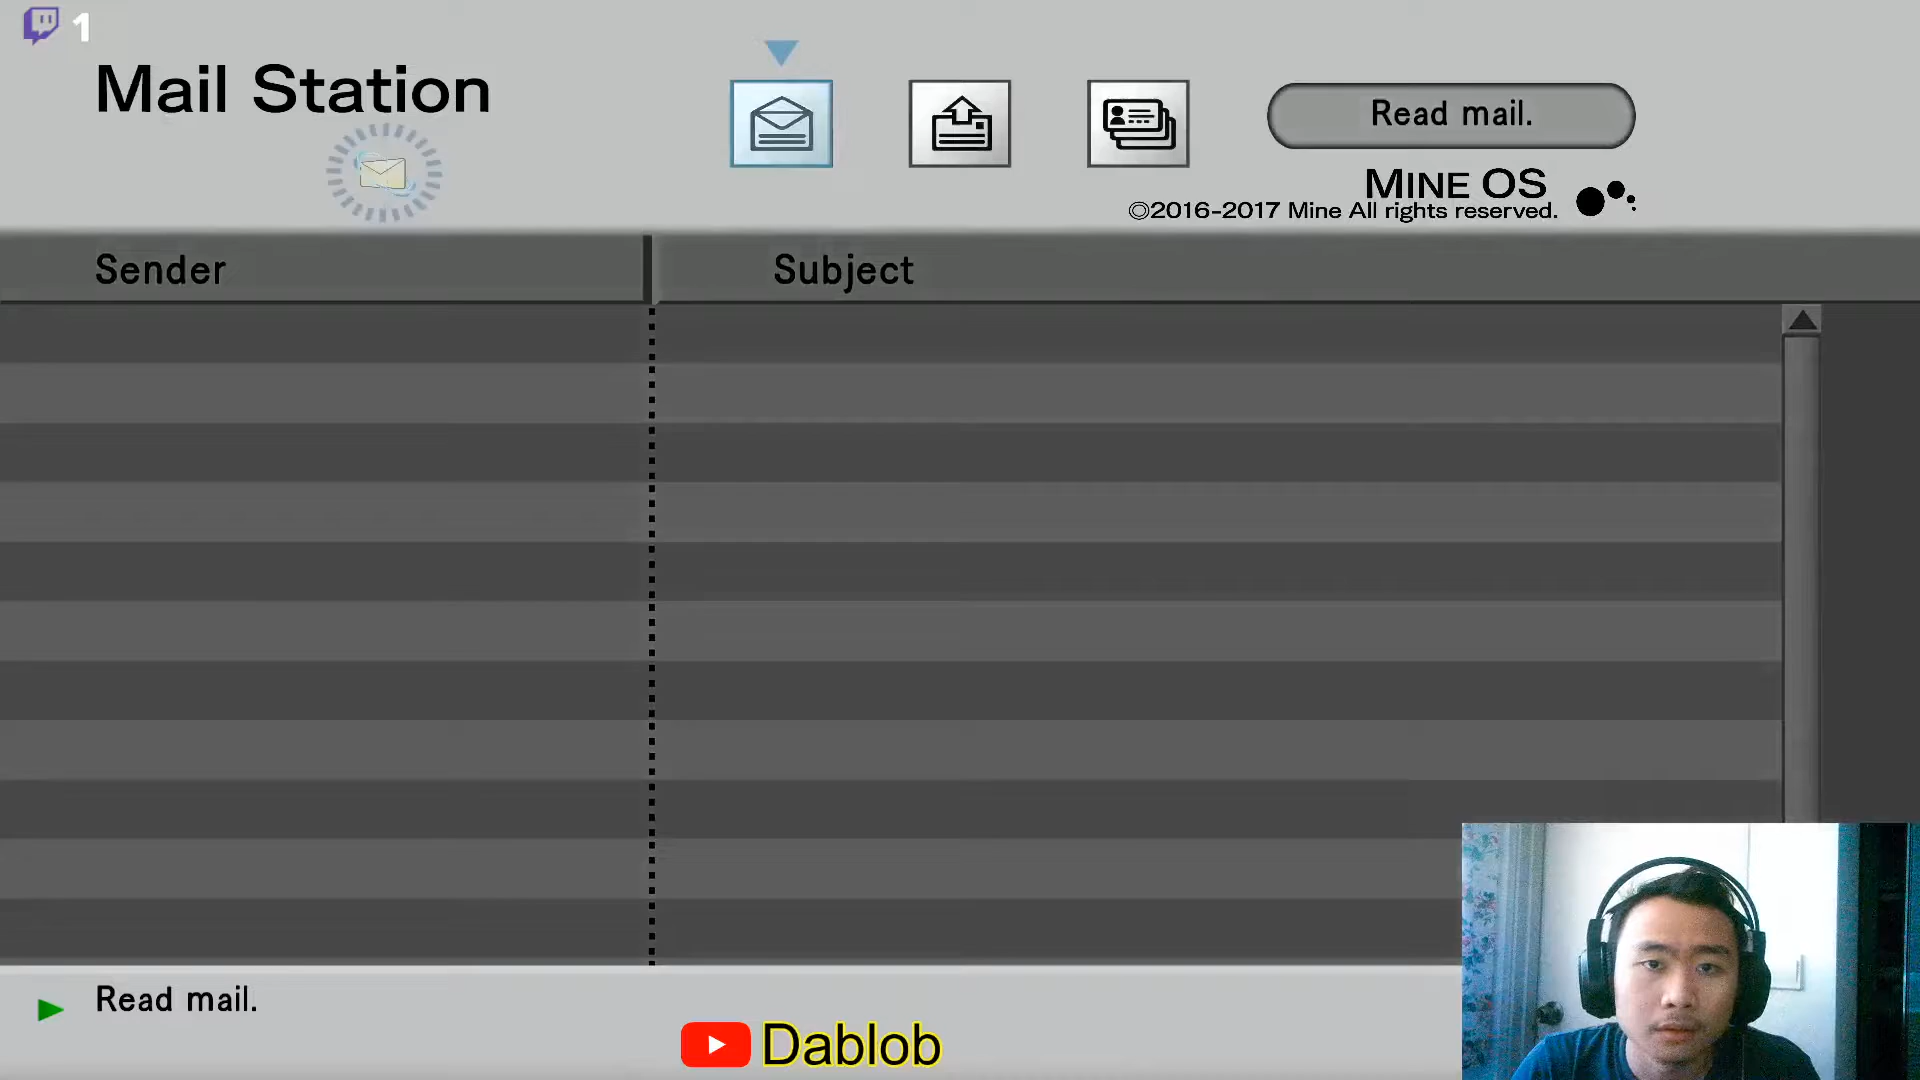 1
Mail Station
Read mail.
MINE OS
©2016-2017 Mine All rights reserved.
Sender
Subject
Read mail.
Dablob